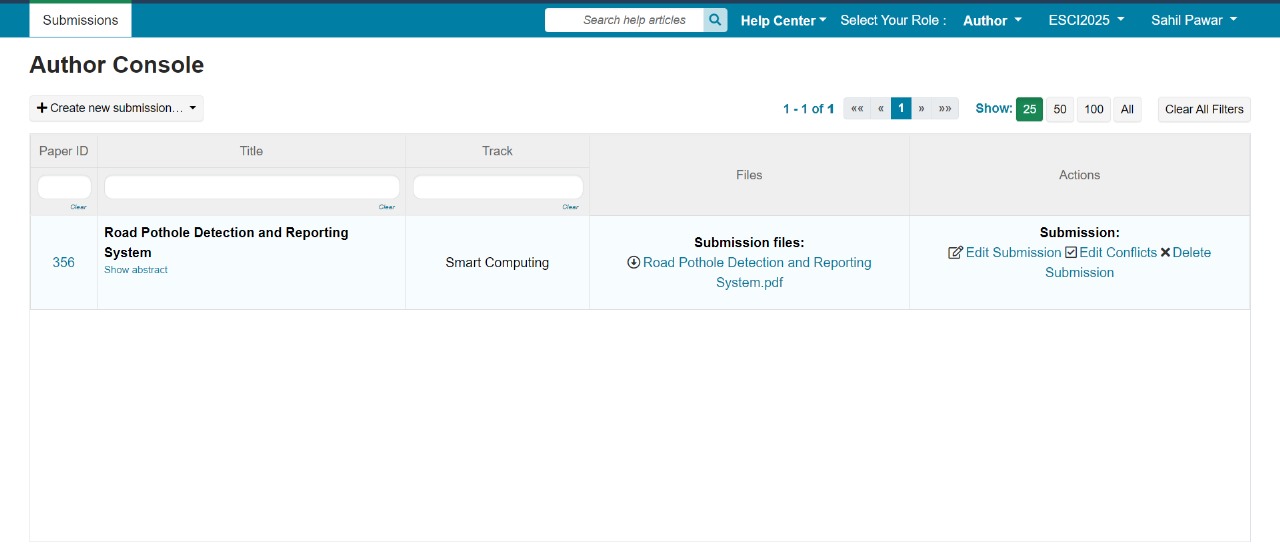 Submissions
Search help articles
Help Center
Select Your Role :
Author
ESCI2025
Sahil Pawar
Author Console
Create new submission...
1 - 1 of 1
««
«
1
»
»»
Show:
25
50
100
All
Clear All Filters
Paper ID
Title
Track
Files
Actions
Clear
Clear
Clear
356
Road Pothole Detection and Reporting
System
Show abstract
Smart Computing
Submission files:
Road Pothole Detection and Reporting
System.pdf
Submission:
Edit Submission Edit Conflicts Delete
Submission